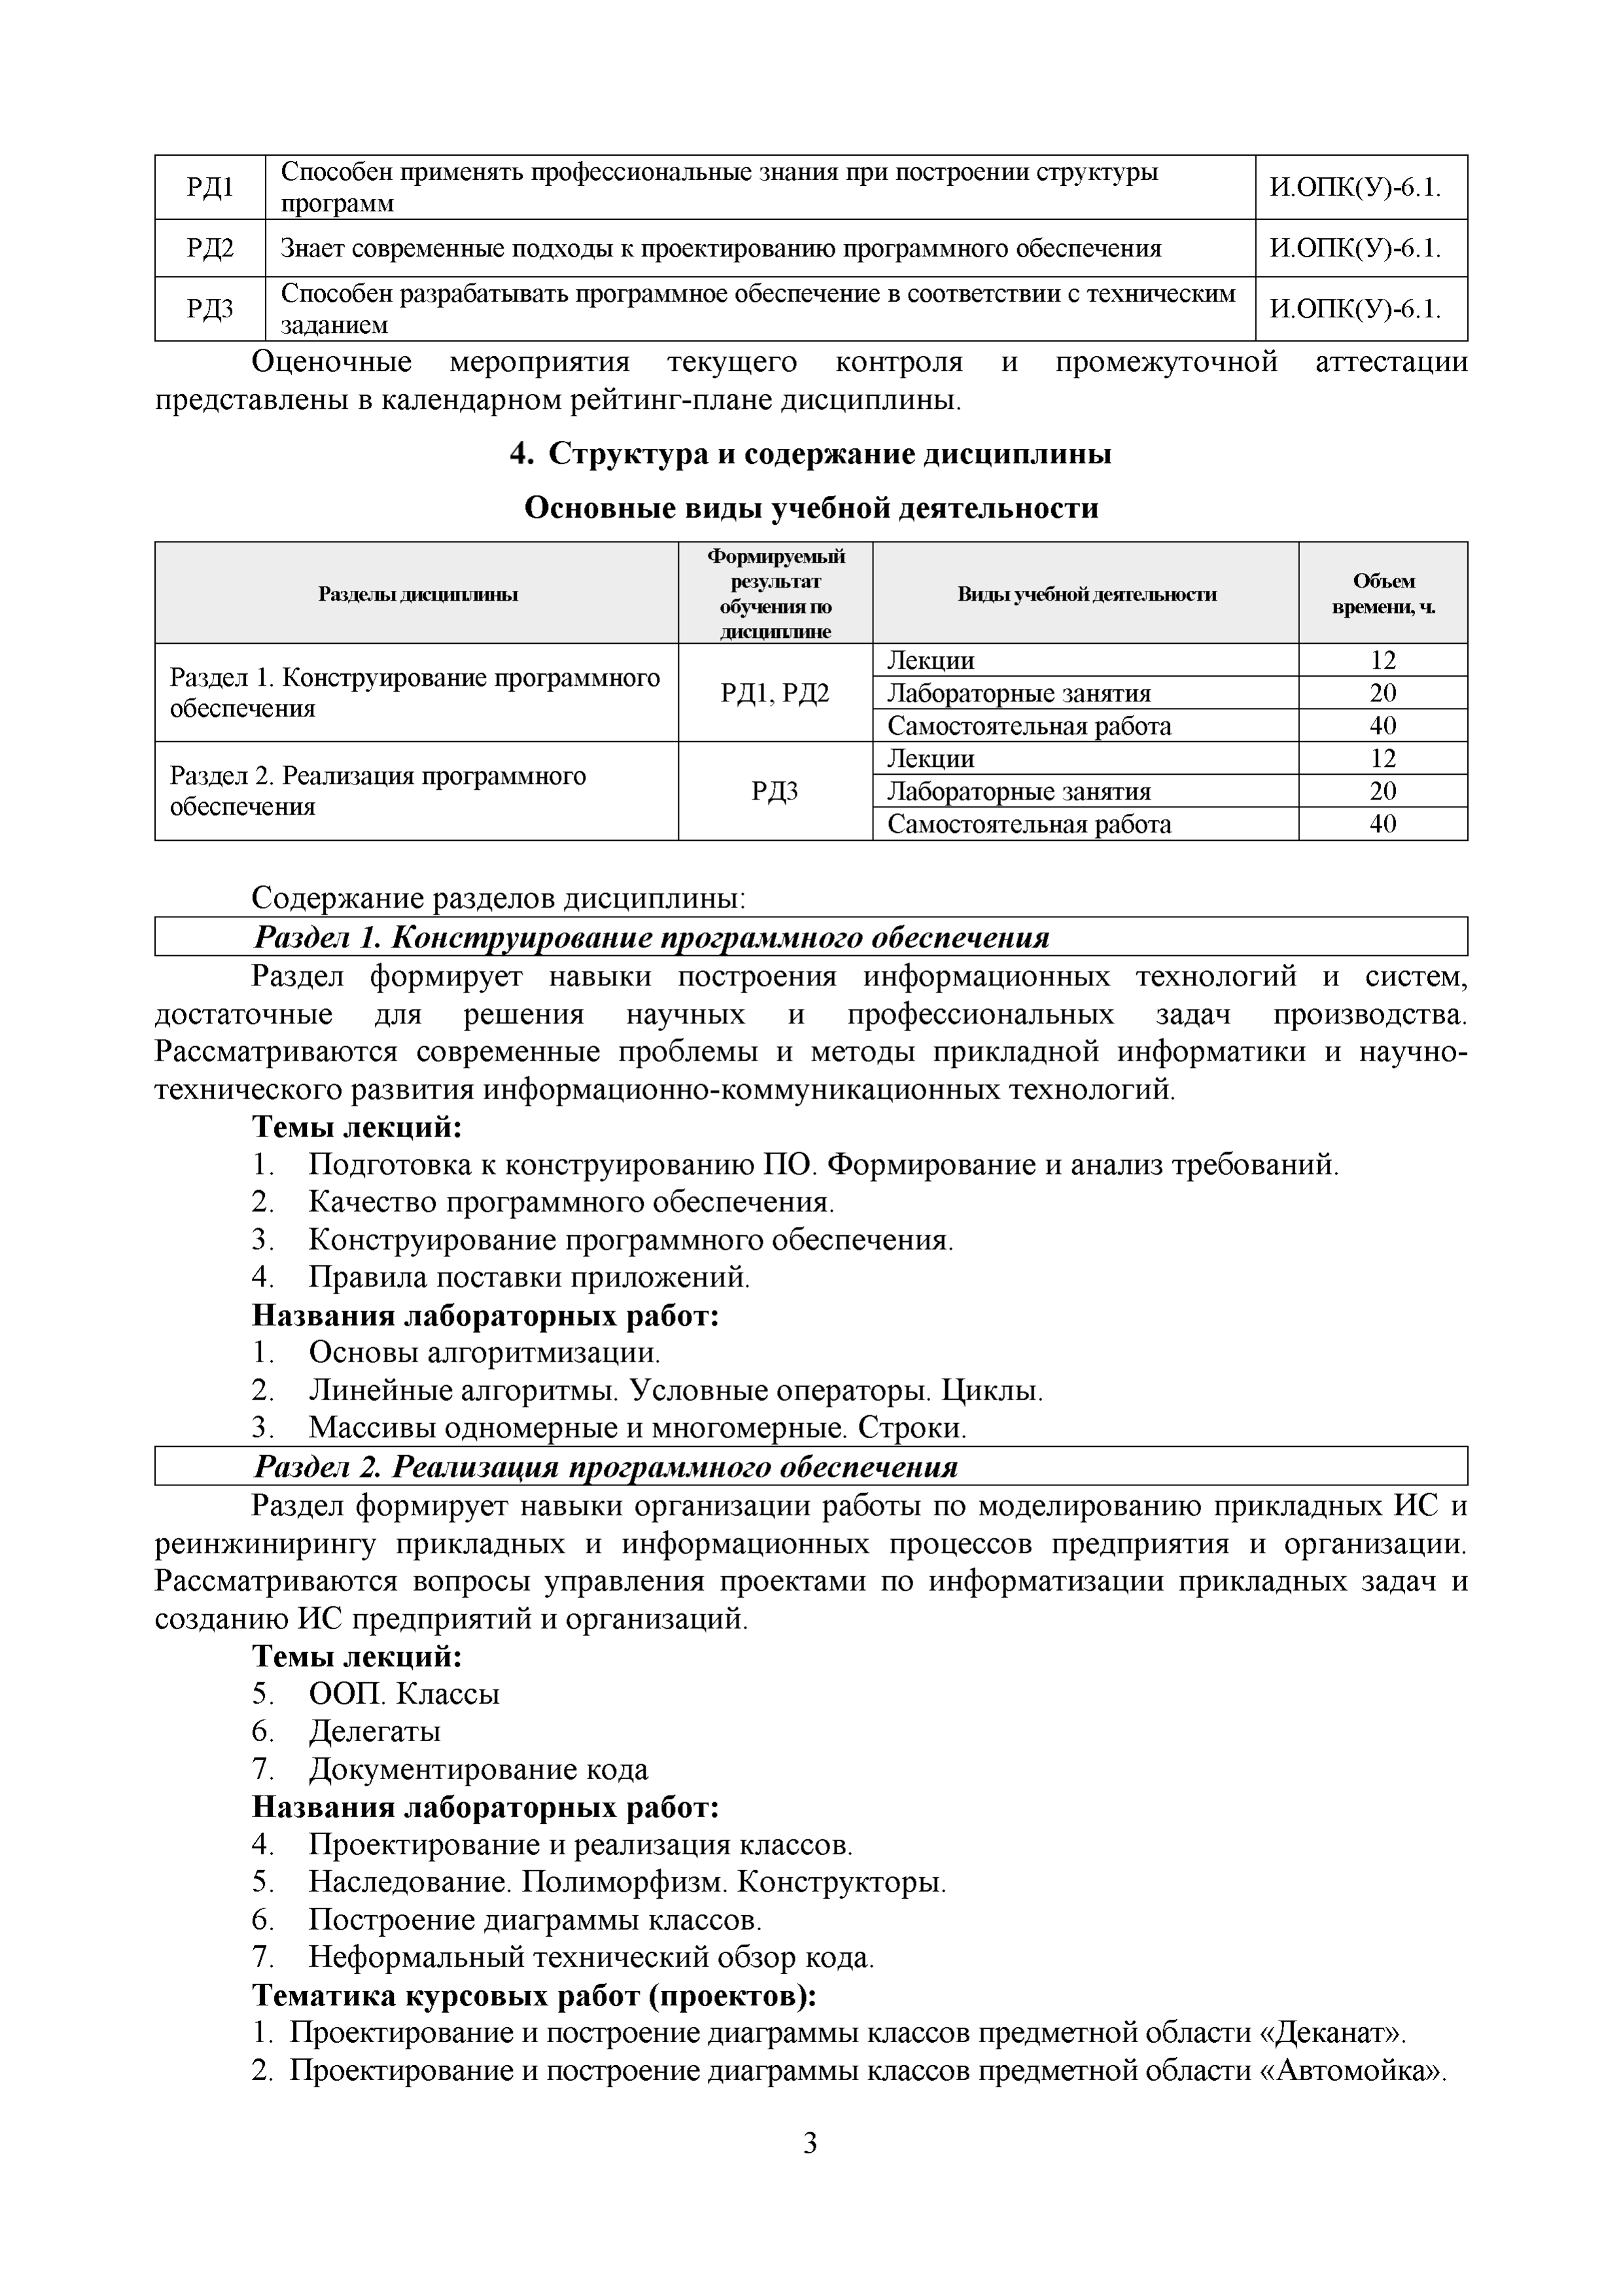 РД1
Способен применять профессиональные знания при построении структуры
программ
И.ОПК(У)-6.1.
РД2
Знает современные подходы к проектированию программного обеспечения
И.ОПК(У)-6.1.
РД3
Способен разрабатывать программное обеспечение в соответствии с техническим
заданием
И.ОПК(У)-6.1.
Оценочные мероприятия текущего контроля и промежуточной аттестации
представлены в календарном рейтинг-плане дисциплины.
4. Структура и содержание дисциплины
Основные виды учебной деятельности
Разделы дисциплины
Формируемый
результат
обучения по
дисциплине
Виды учебной деятельности
Объем
времени, ч.
Раздел 1. Конструирование программного
обеспечения
РД1, РД2
Лекции
12
Лабораторные занятия
20
Самостоятельная работа
40
Раздел 2. Реализация программного
обеспечения
РД3
Лекции
12
Лабораторные занятия
20
Самостоятельная работа
40
Содержание разделов дисциплины:
Раздел 1. Конструирование программного обеспечения
Раздел формирует навыки построения информационных технологий и систем,
достаточные для решения научных и профессиональных задач производства.
Рассматриваются современные проблемы и методы прикладной информатики и научно-
технического развития информационно-коммуникационных технологий.
Темы лекций:
1. Подготовка к конструированию ПО. Формирование и анализ требований.
2. Качество программного обеспечения.
3. Конструирование программного обеспечения.
4. Правила поставки приложений.
Названия лабораторных работ:
1. Основы алгоритмизации.
2. Линейные алгоритмы. Условные операторы. Циклы.
3. Массивы одномерные и многомерные. Строки.
Раздел 2. Реализация программного обеспечения
Раздел формирует навыки организации работы по моделированию прикладных ИС и
реинжинирингу прикладных и информационных процессов предприятия и организации.
Рассматриваются вопросы управления проектами по информатизации прикладных задач и
созданию ИС предприятий и организаций.
Темы лекций:
5. ООП. Классы
6. Делегаты
7. Документирование кода
Названия лабораторных работ:
4. Проектирование и реализация классов.
5. Наследование. Полиморфизм. Конструкторы.
6. Построение диаграммы классов.
7. Неформальный технический обзор кода.
Тематика курсовых работ (проектов):
1. Проектирование и построение диаграммы классов предметной области «Деканат».
2. Проектирование и построение диаграммы классов предметной области «Автомойка».
3